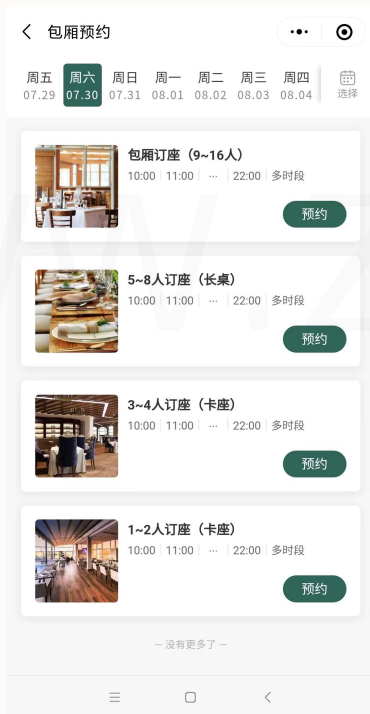 包厢预约
周五 周六 周日 周一 周二 周三 周四
07.29 07.30 07.31 08.01 08.02 08.03 08.04 选择
包厢订座（9~16人）
10:00 11:00 ··· 22:00 多时段
预约
5~8人订座（长桌）
10:00 11:00 ··· 22:00 多时段
预约
3~4人订座（卡座）
10:00 11:00 ··· 22:00 多时段
预约
1~2人订座（卡座）
10:00 11:00 ··· 22:00 多时段
预约
– 没有更多了 –